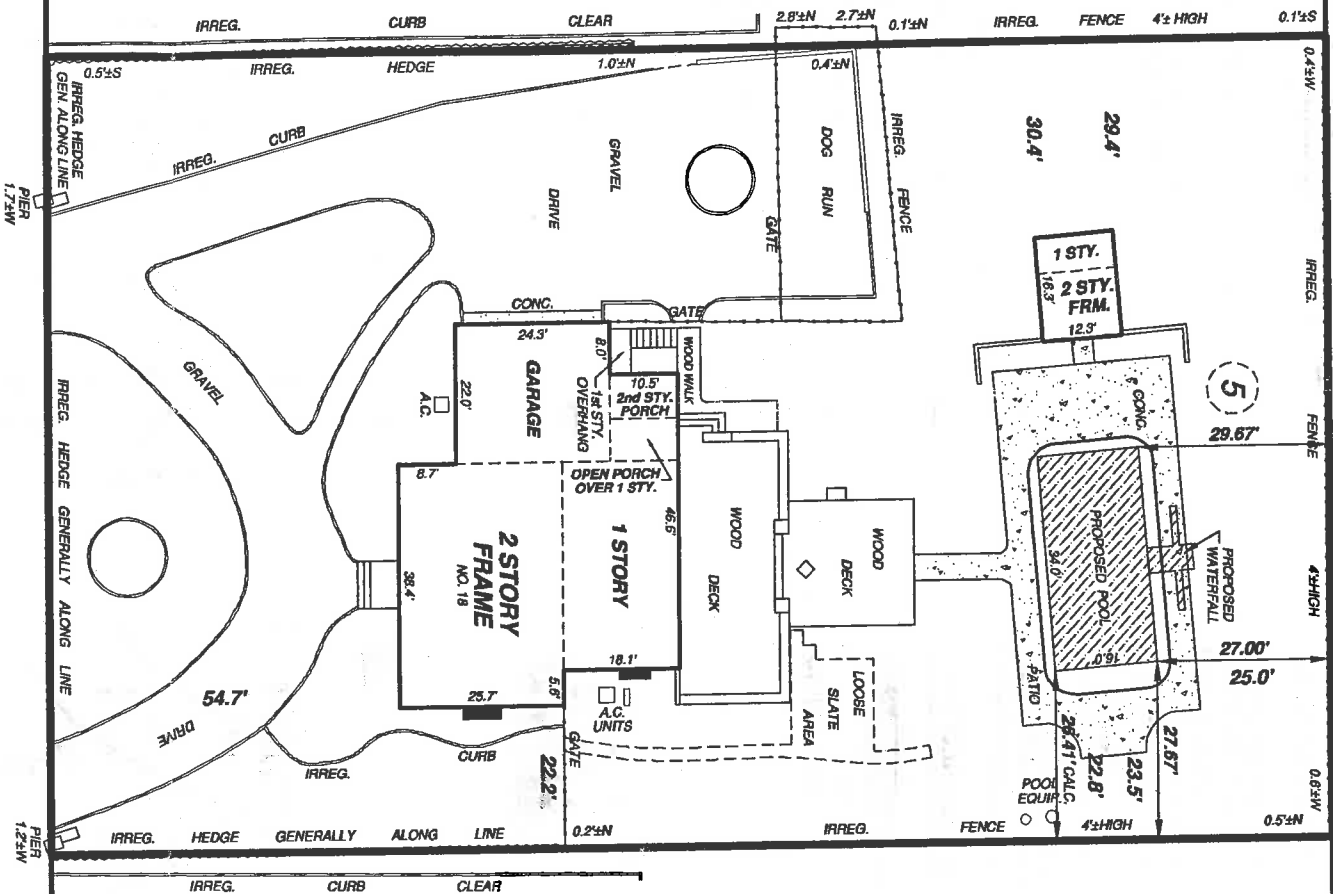 IRREG. CURB CLEAR
2.8'±N 2.7'±N
0.1'±N
IRREG. FENCE 4'± HIGH
0.1'±S
0.5'±S
IRREG. HEDGE
1.0'±N
0.4'±N
0.4'±W
IRREG. HEDGE
GEN. ALONG LINE
PIER
1.7'±W
IRREG. CURB
GRAVEL
DRIVE
DOG RUN
GATE
IRREG. FENCE
29.4'
30.4'
1 STY.
2 STY.
FRM.
16.3'
12.3'
IRREG. FENCE 4'±HIGH
5
29.67'
CONC.
GATE
CONC.
24.3'
8.0'
GARAGE
22.0'
A.C.
1st STY.
OVERHANG
WOOD WALK
10.5'
2nd STY.
PORCH
OPEN PORCH
OVER 1 STY.
8.7'
46.6'
GRAVEL
WOOD
DECK
WOOD
DECK
PROPOSED POOL
34.0'
16.0'
PROPOSED
WATERFALL
27.00'
25.0'
PATIO
1 STORY
2 STORY
FRAME
NO. 18
38.4'
18.1'
5.6'
25.7'
A.C.
UNITS
LOOSE
SLATE
AREA
IRREG. HEDGE GENERALLY ALONG LINE
54.7'
DRIVE
IRREG. CURB
GATE
22.2'
27.67'
23.5'
22.8'
CALC.
POOL
EQUIP.
0.6'±W
PIER
1.2'±W
IRREG. HEDGE GENERALLY ALONG LINE
0.2'±N
IRREG. FENCE 4'±HIGH
0.5'±N
IRREG. CURB CLEAR